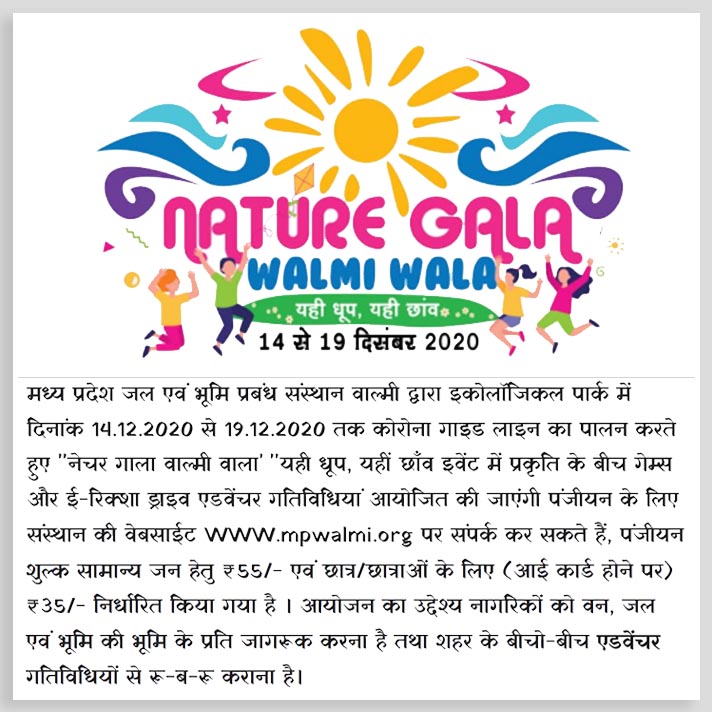 NATURE GALA
WALMI WALA
यही धूप, यही छांव
14 से 19 दिसंबर 2020
मध्य प्रदेश जल एवं भूमि प्रबंध संस्थान वाल्मी द्वारा इकोलॉजिकल पार्क में
दिनांक 14.12.2020 से 19.12.2020 तक कोरोना गाइड लाइन का पालन करते
हुए "नेचर गाला वाल्मी वाला' "यही धूप, यहीं छाँव इवेंट में प्रकृति के बीच गेम्स
और ई-रिक्शा ड्राइव एडवेंचर गतिविधियां आयोजित की जाएंगी पंजीयन के लिए
संस्थान की वेबसाईट WWW.mpwalmi.org पर संपर्क कर सकते हैं, पंजीयन
शुल्क सामान्य जन हेतु ₹55/- एवं छात्र/छात्राओं के लिए (आई कार्ड होने पर)
₹35/- निर्धारित किया गया है । आयोजन का उद्देश्य नागरिकों को वन, जल
एवं भूमि की भूमि के प्रति जागरूक करना है तथा शहर के बीचो-बीच एडवेंचर
गतिविधियों से रू-ब-रू कराना है।